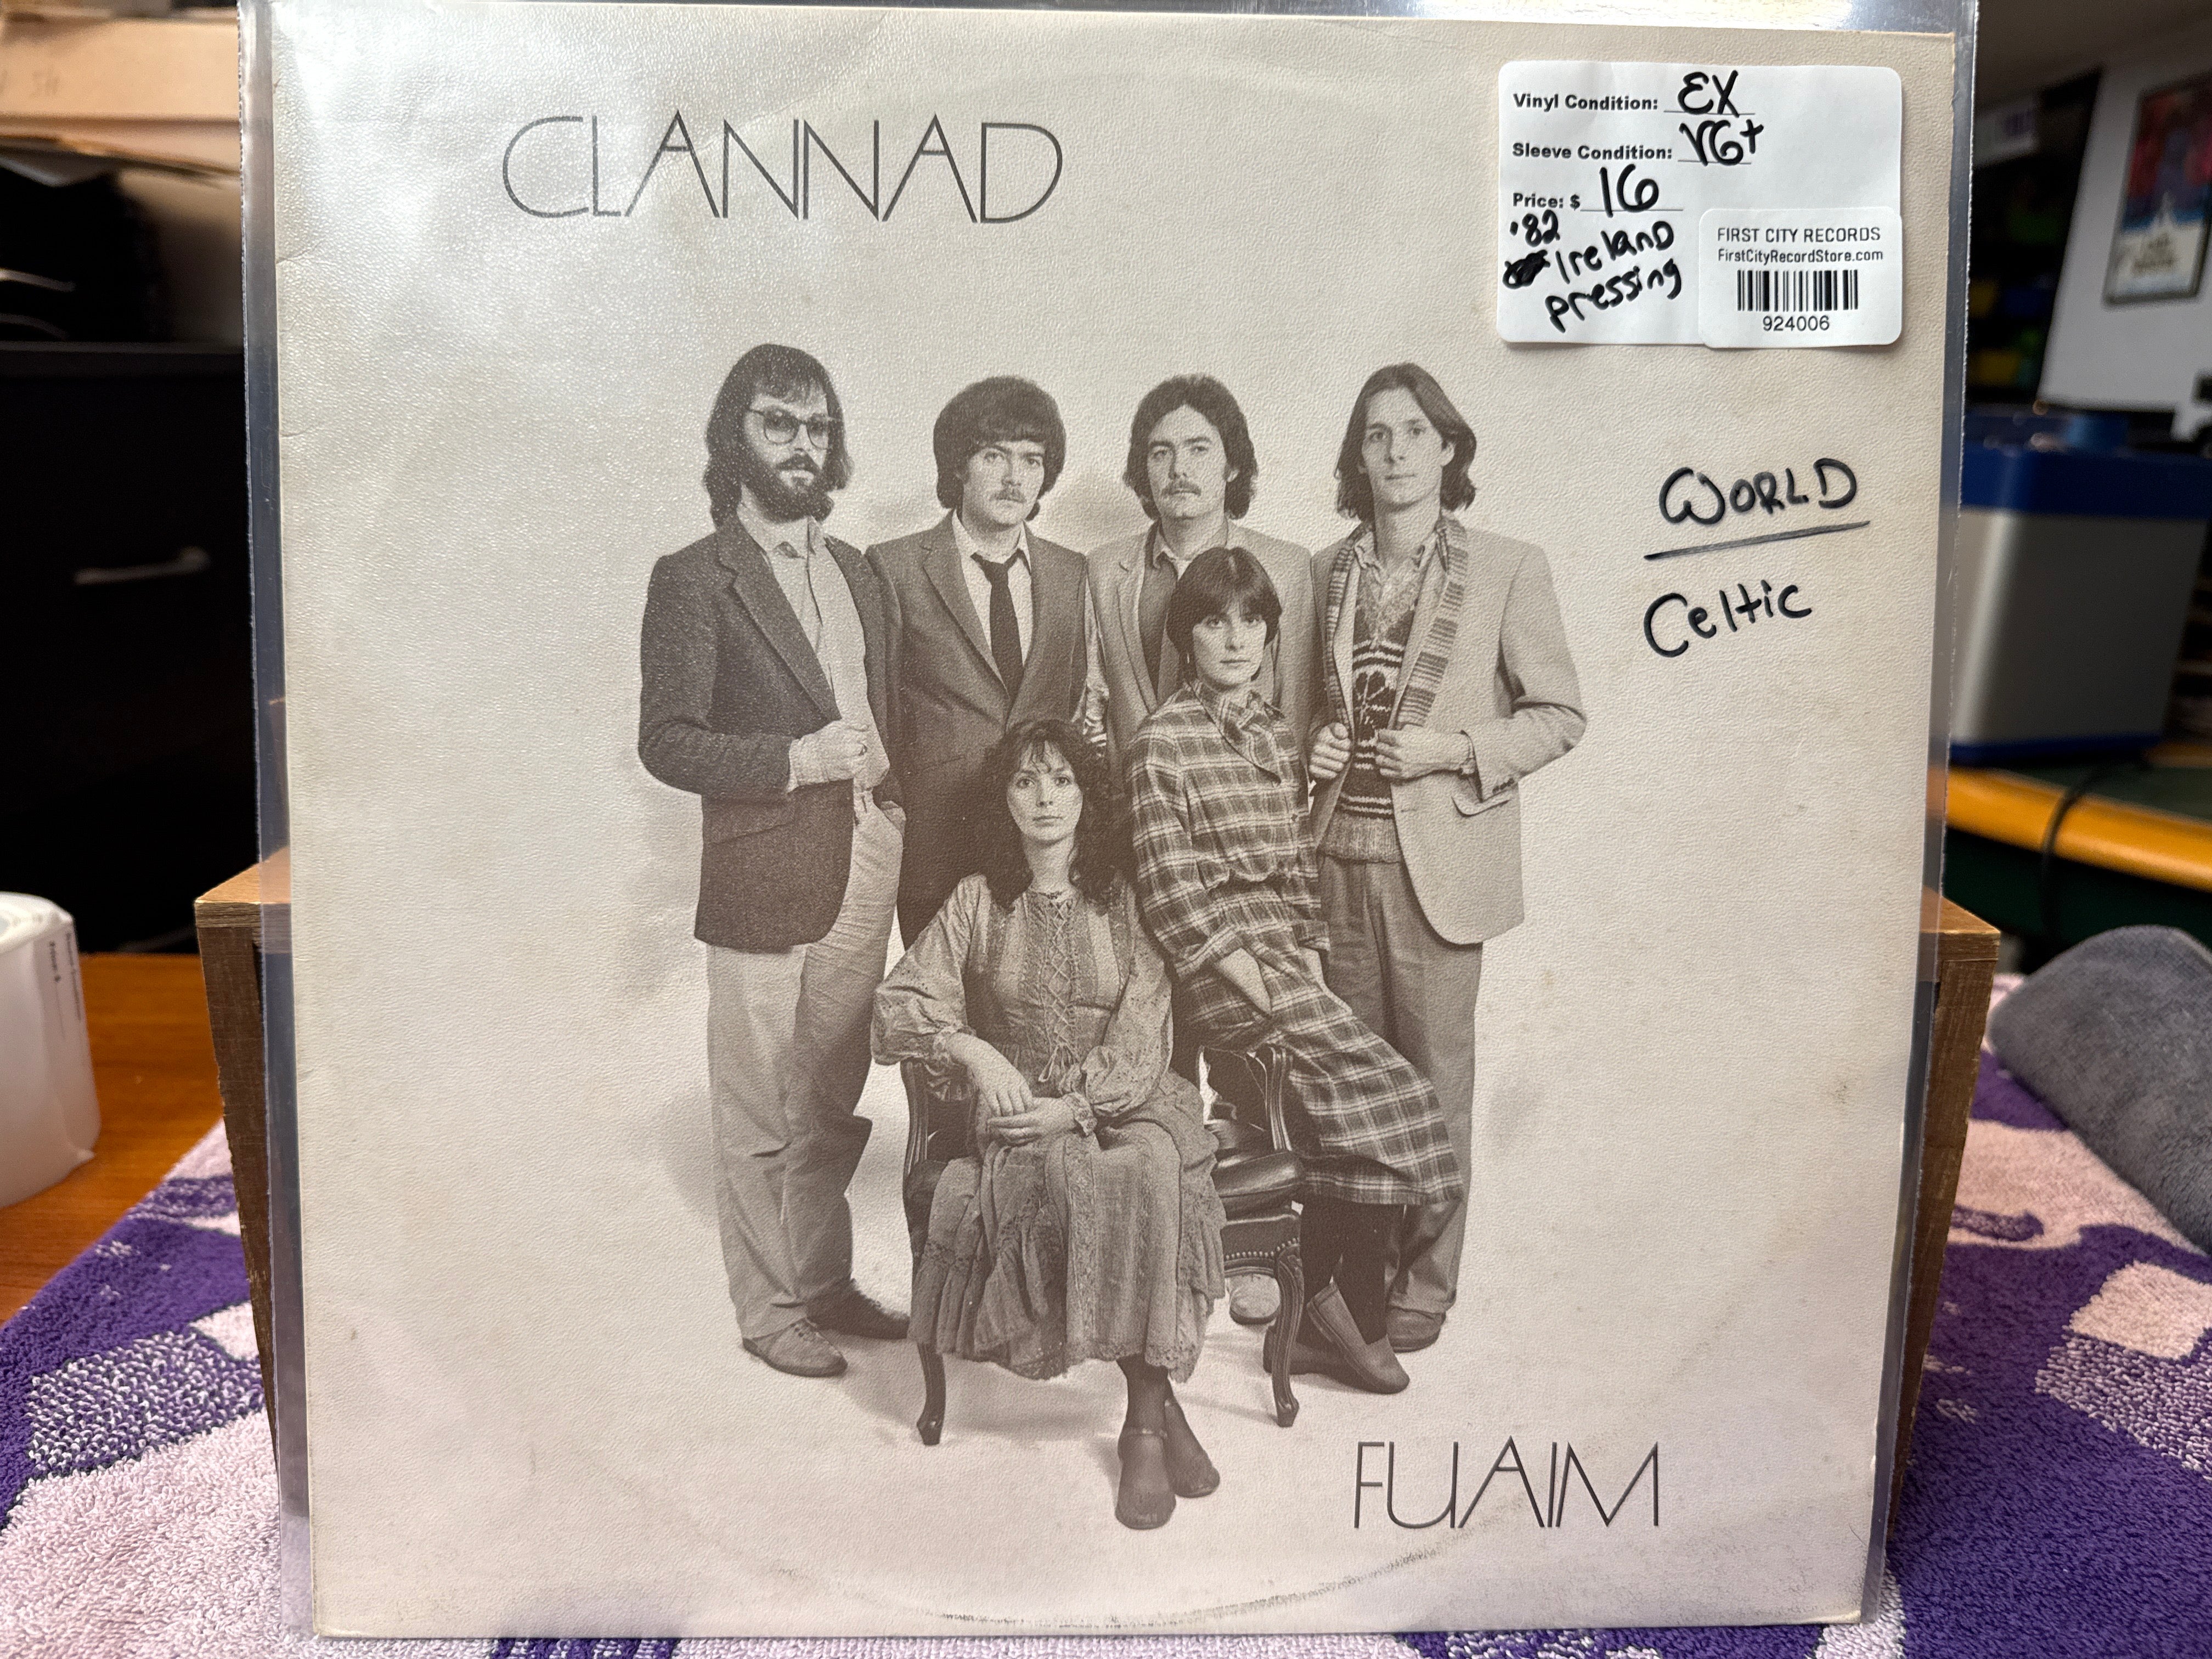 CLANNAD
Vinyl Condition: EX
Sleeve Condition: VG+
Price: $ 16
'82
Ireland
pressing
FIRST CITY RECORDS
FirstCityRecordStore.com
924006
WORLD
Celtic
FUAIM